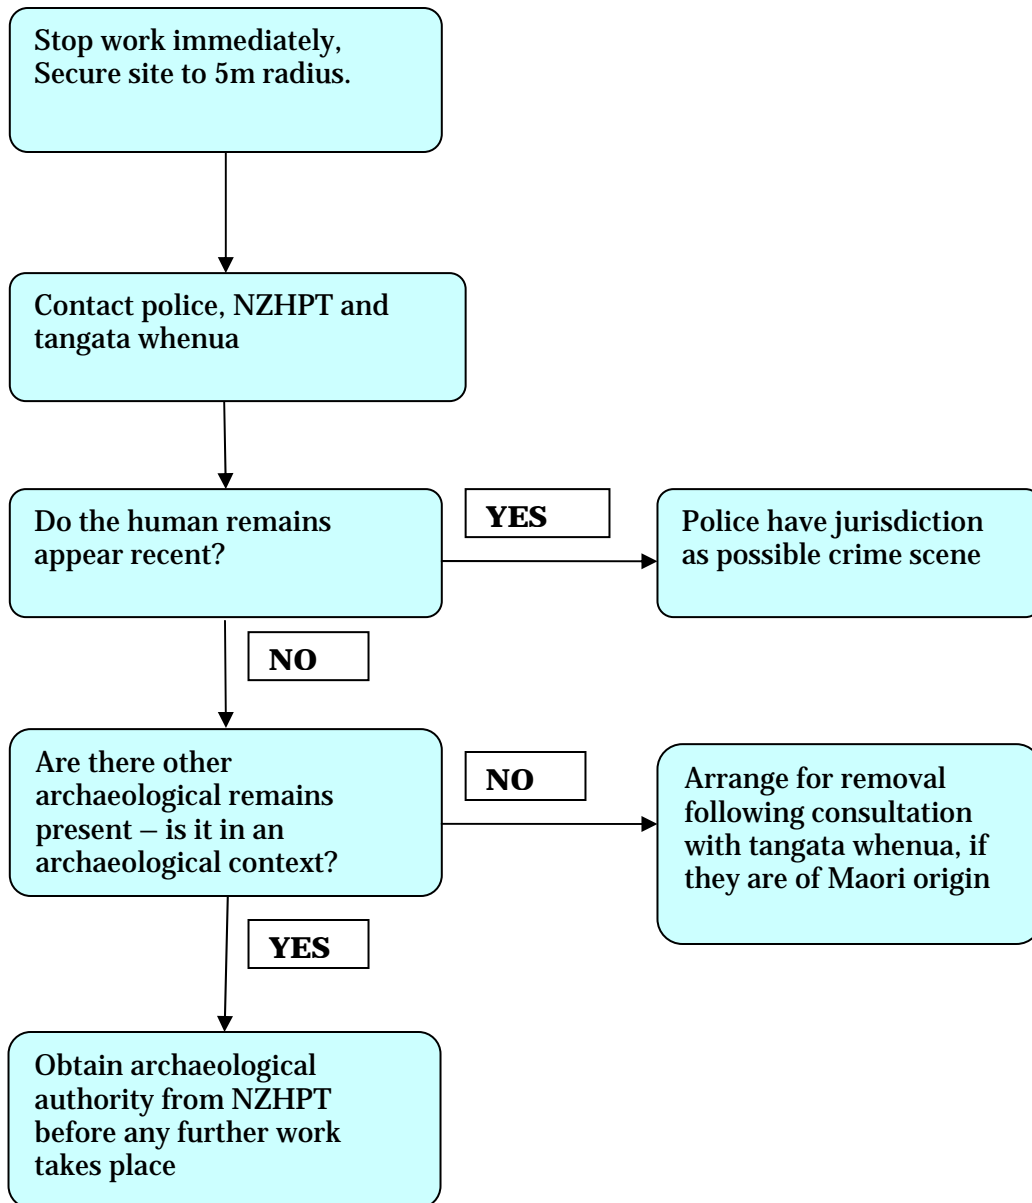 Stop work immediately,
Secure site to 5m radius.
Contact police, NZHPT and
tangata whenua
Do the human remains
appear recent?
YES
Police have jurisdiction
as possible crime scene
NO
Are there other
archaeological remains
present – is it in an
archaeological context?
NO
Arrange for removal
following consultation
with tangata whenua, if
they are of Maori origin
YES
Obtain archaeological
authority from NZHPT
before any further work
takes place